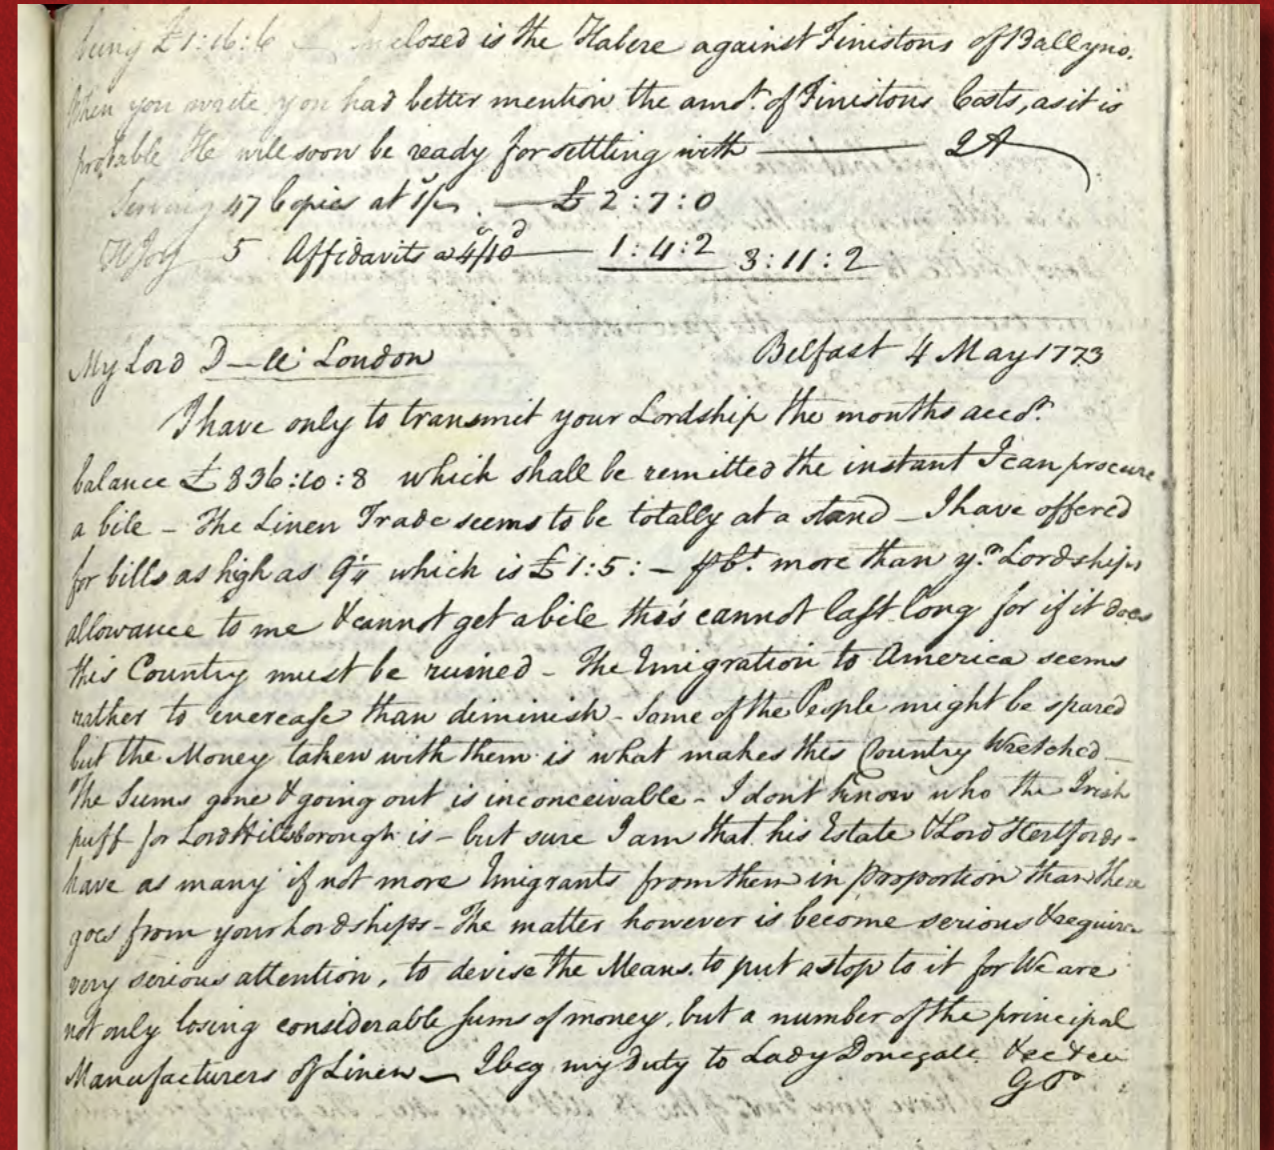 being £1:16:6 — Inclosed is the Habere against Finistons of Ballyno.
When you write you had better mention the amot. of Finistons Costs, as it is
probable He will soon be ready for settling with —
Serving 47 Copies at 1/ — £ 2:7:0
5 Affidavits a 4/10d — 1:4:2 3:11:2
My Lord D—ll: London Belfast 4 May 1773
I have only to transmit your Lordship the months accot.
balance £ 836:10:8 which shall be remitted the instant I can procure
a bile – The Linen Trade seems to be totally at a stand – I have offered
for bills as high as which is £1:5:– more than yr. Lordships
allowance to me & cannot get a bile this cannot last long for if it does
this Country must be ruined – The Emigration to America seems
rather to encrease than diminish – Some of the People might be spared
but the Money taken with them is what makes this Country Wretched –
The Sums gone & going out is inconceivable – I dont know who the Irish
puff for Lord Hillsborough is – but sure I am that his Estate & Lord Hertfords –
have as many if not more Emigrants from them in proportion than there
goes from your Lordships – The matter however is become serious & requires
very serious attention, to devise the Means to put a stop to it for We are
not only losing considerable sums of money, but a number of the principal
Manufacturers of Linen — I beg my Duty to Lady Donegall &c &c